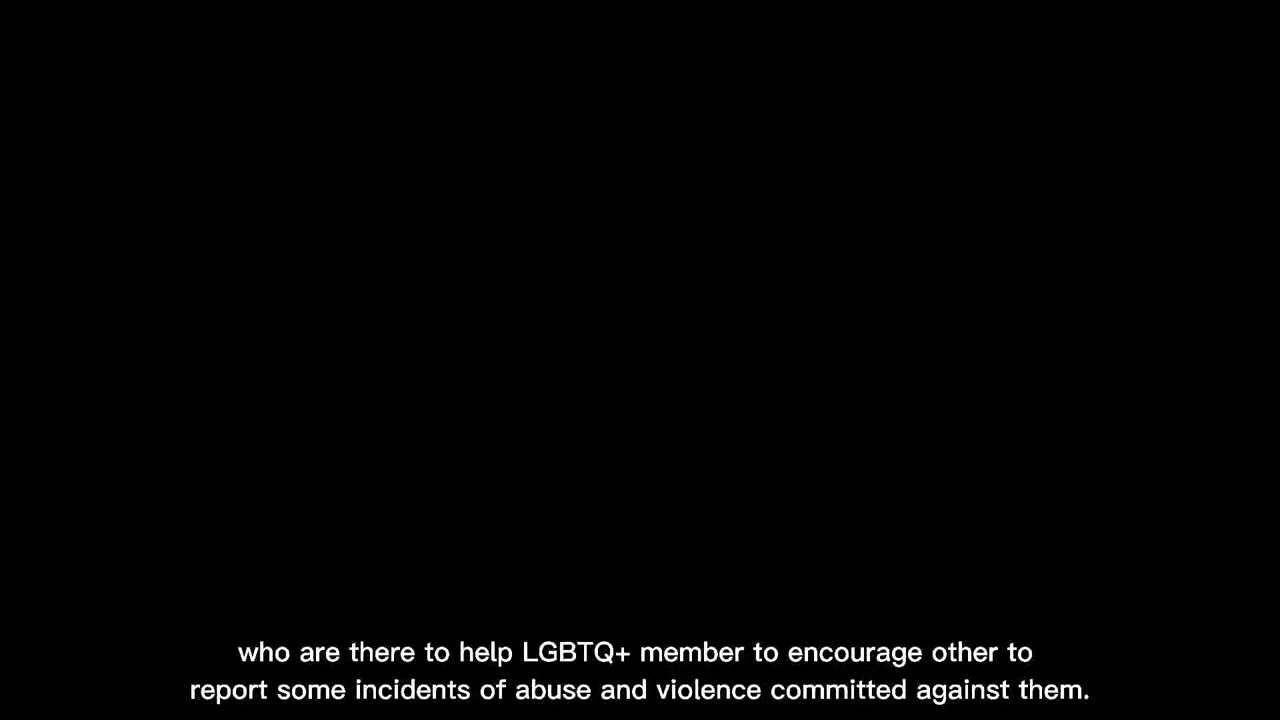 who are there to help LGBTQ+ member to encourage other to
report some incidents of abuse and violence committed against them.